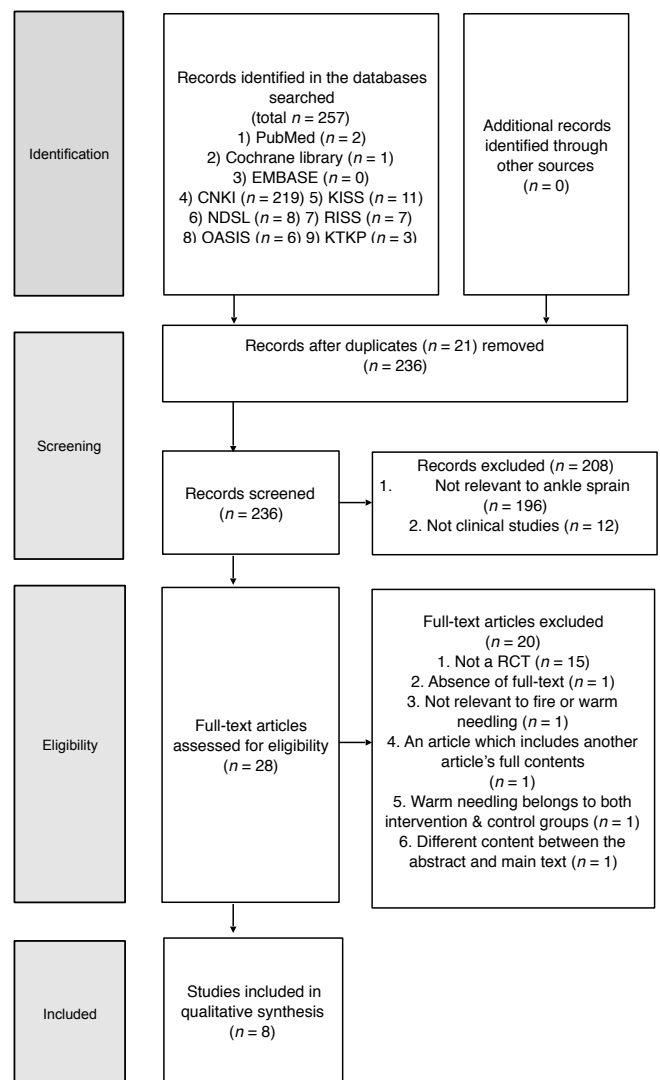 Identification
Records identified in the databases
searched
(total n = 257)
1) PubMed (n = 2)
2) Cochrane library (n = 1)
3) EMBASE (n = 0)
4) CNKI (n = 219) 5) KISS (n = 11)
6) NDSL (n = 8) 7) RISS (n = 7)
8) OASIS (n = 6) 9) KTKP (n = 3)
Additional records
identified through
other sources
(n = 0)
Screening
Records after duplicates (n = 21) removed
(n = 236)
Records screened
(n = 236)
Records excluded (n = 208)
1. Not relevant to ankle sprain
(n = 196)
2. Not clinical studies (n = 12)
Eligibility
Full-text articles
assessed for eligibility
(n = 28)
Full-text articles excluded
(n = 20)
1. Not a RCT (n = 15)
2. Absence of full-text (n = 1)
3. Not relevant to fire or warm
needling (n = 1)
4. An article which includes another
article's full contents
(n = 1)
5. Warm needling belongs to both
intervention & control groups (n = 1)
6. Different content between the
abstract and main text (n = 1)
Included
Studies included in
qualitative synthesis
(n = 8)